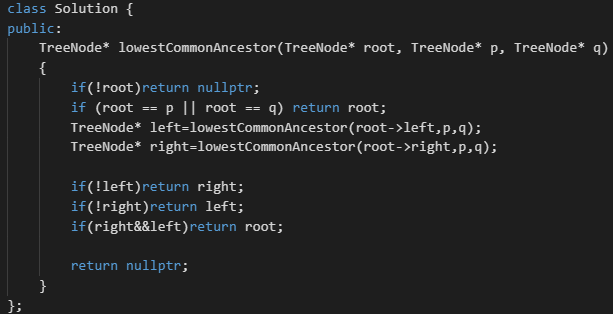 class Solution {
public:
    TreeNode* lowestCommonAncestor(TreeNode* root, TreeNode* p, TreeNode* q)
    {
        if(!root)return nullptr;
        if (root == p || root == q) return root;
        TreeNode* left=lowestCommonAncestor(root->left,p,q);
        TreeNode* right=lowestCommonAncestor(root->right,p,q);

        if(!left)return right;
        if(!right)return left;
        if(right&&left)return root;

        return nullptr;
    }
};